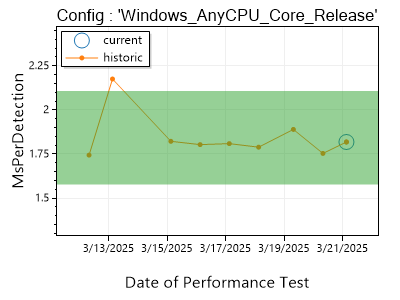 Config : 'Windows_AnyCPU_Core_Release'
current
historic
MsPerDetection
2.25
2
1.75
1.5
3/13/2025 3/15/2025 3/17/2025 3/19/2025 3/21/2025
Date of Performance Test